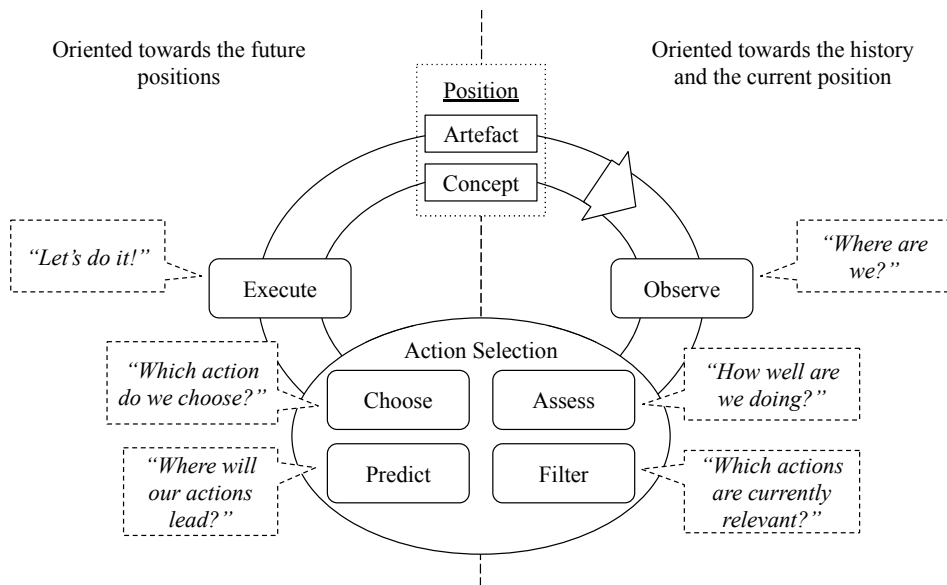 Oriented towards the future
positions
Oriented towards the history
and the current position
Position
Artefact
Concept
“Let’s do it!”
Execute
Observe
“Where are
we?”
Action Selection
“Which action
do we choose?”
Choose
Assess
“How well are
we doing?”
“Where will
our actions
lead?”
Predict
Filter
“Which actions
are currently
relevant?”